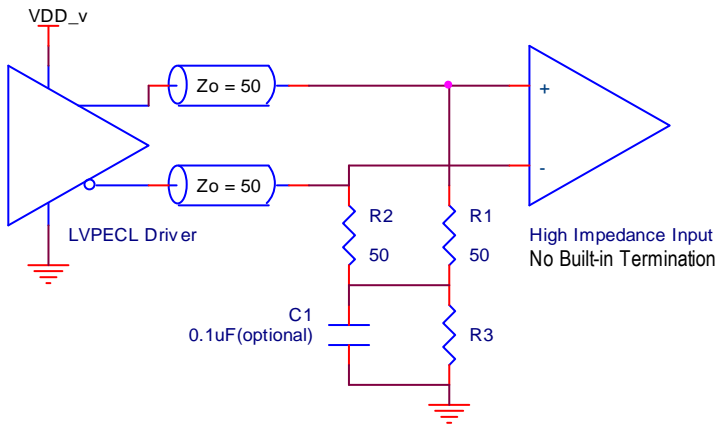 VDD_v
Zo = 50
+
Zo = 50
-
LVPECL Driver
R2
50
R1
50
High Impedance Input
No Built-in Termination
C1
0.1uF(optional)
R3